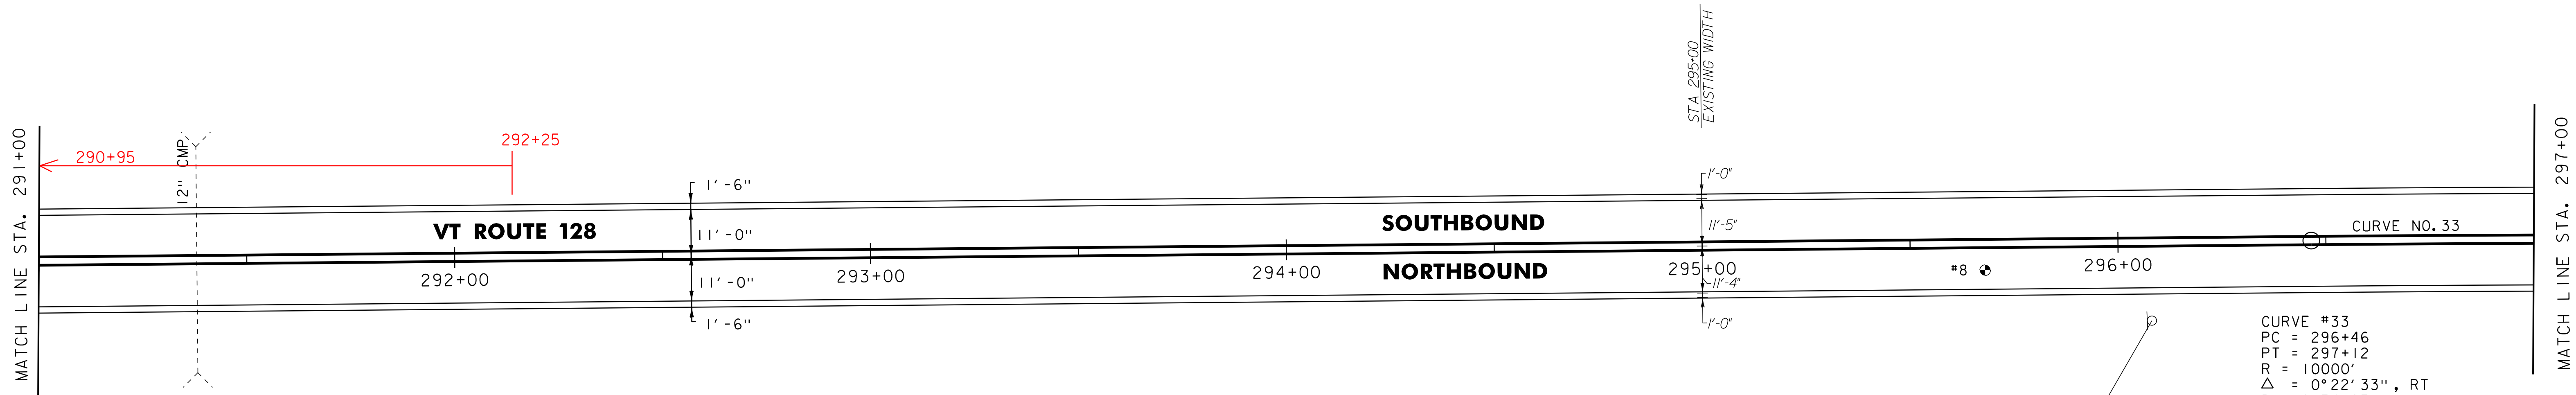 MATCH LINE STA. 291+00
290+95
12" CMP
292+25
VT ROUTE 128
292+00
1'-6"
11'-0"
11'-0"
1'-6"
293+00
294+00
SOUTHBOUND
NORTHBOUND
STA 295+00
EXISTING WIDTH
1'-0"
11'-5"
295+00
11'-4"
1'-0"
#8
296+00
CURVE NO. 33
CURVE #33
PC = 296+46
PT = 297+12
R = 10000'
△ = 0°22'33", RT
MATCH LINE STA. 297+00